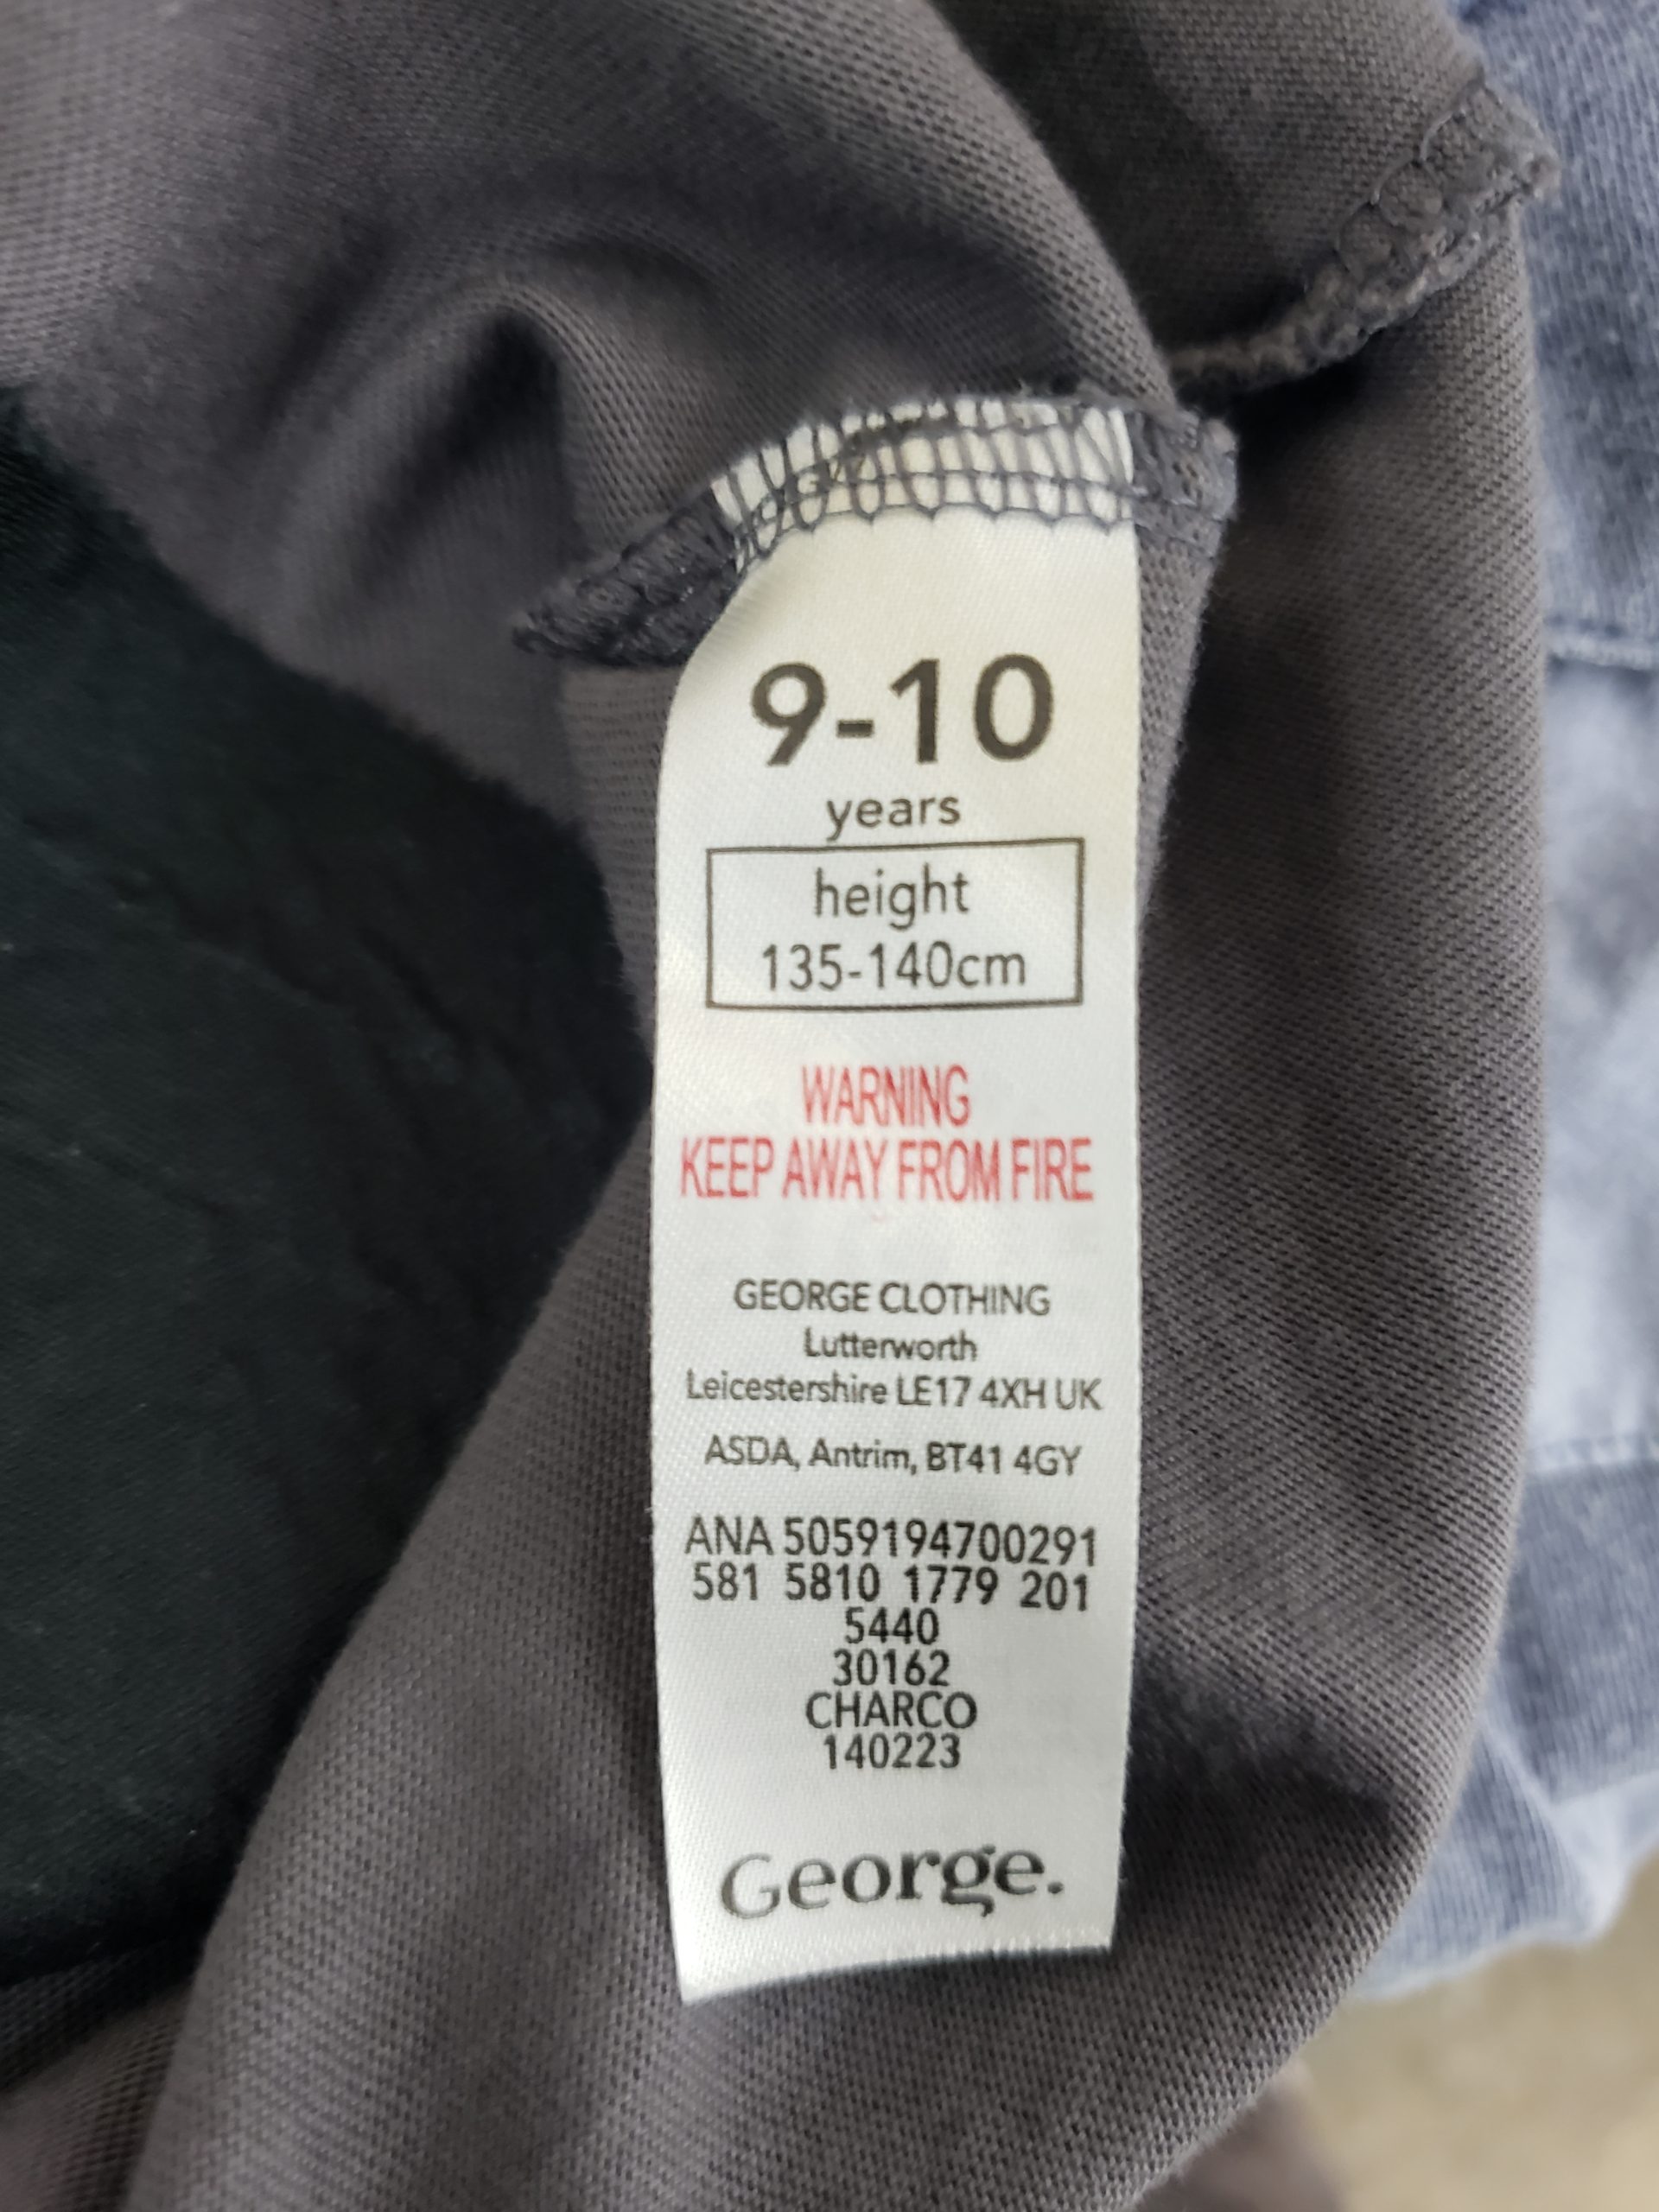 9-10
years
height
135-140cm
WARNING
KEEP AWAY FROM FIRE
GEORGE CLOTHING
Lutterworth
Leicestershire LE17 4XH UK
ASDA, Antrim, BT41 4GY
ANA 5059194700291
581 5810 1779 201
5440
30162
CHARCO
140223
George.